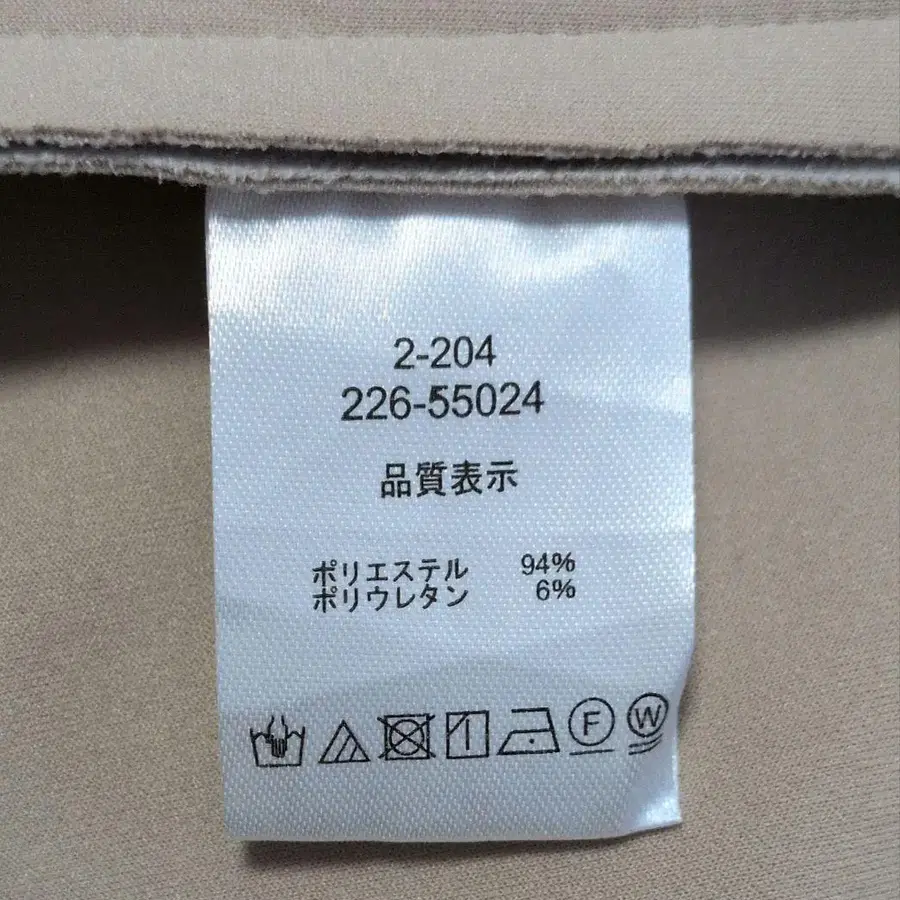 2-204
226-55024
品質表示
ポリエステル 94%
ポリウレタン 6%
F W